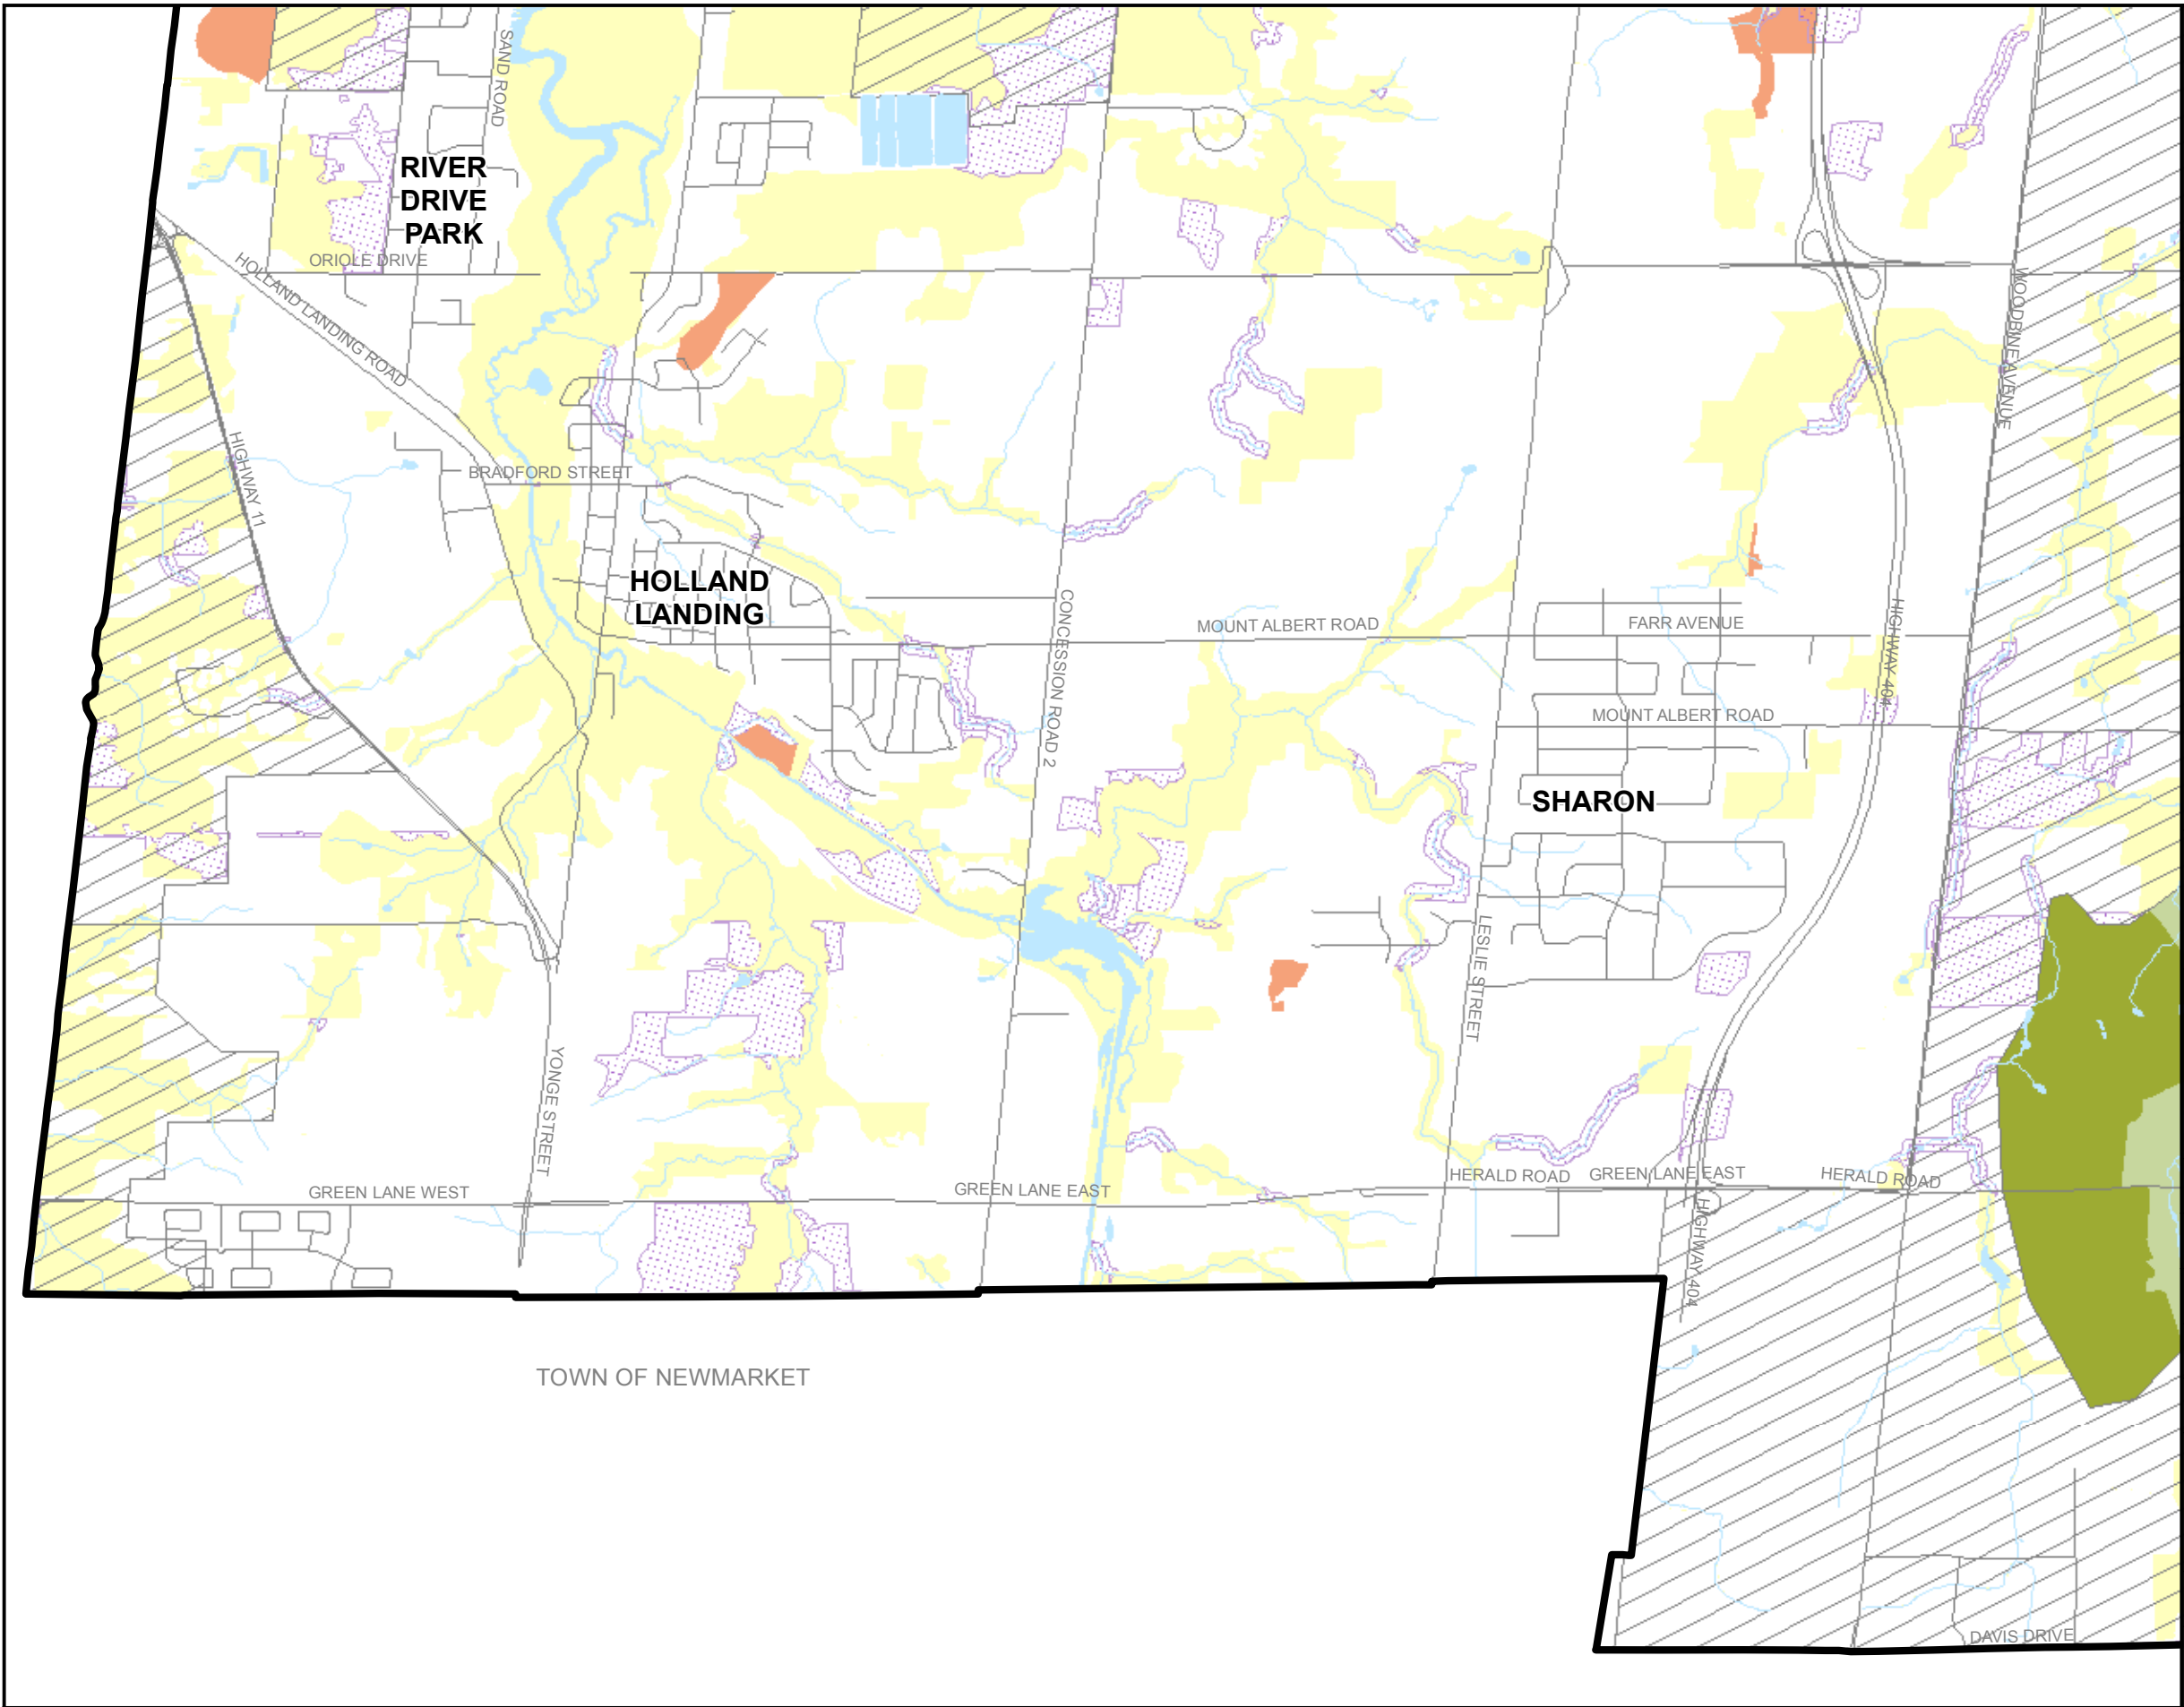 SAND ROAD
RIVER
DRIVE
PARK
ORIOLE DRIVE
HOLLAND LANDING ROAD
WOODBINE AVENUE
HIGHWAY 11
BRADFORD STREET
HOLLAND
LANDING
CONCESSION ROAD 2
MOUNT ALBERT ROAD
FARR AVENUE
HIGHWAY 404
MOUNT ALBERT ROAD
SHARON
LESLIE STREET
YONGE STREET
GREEN LANE WEST
GREEN LANE EAST
HERALD ROAD
GREEN LANE EAST
HERALD ROAD
HIGHWAY 404
TOWN OF NEWMARKET
DAVIS DRIVE